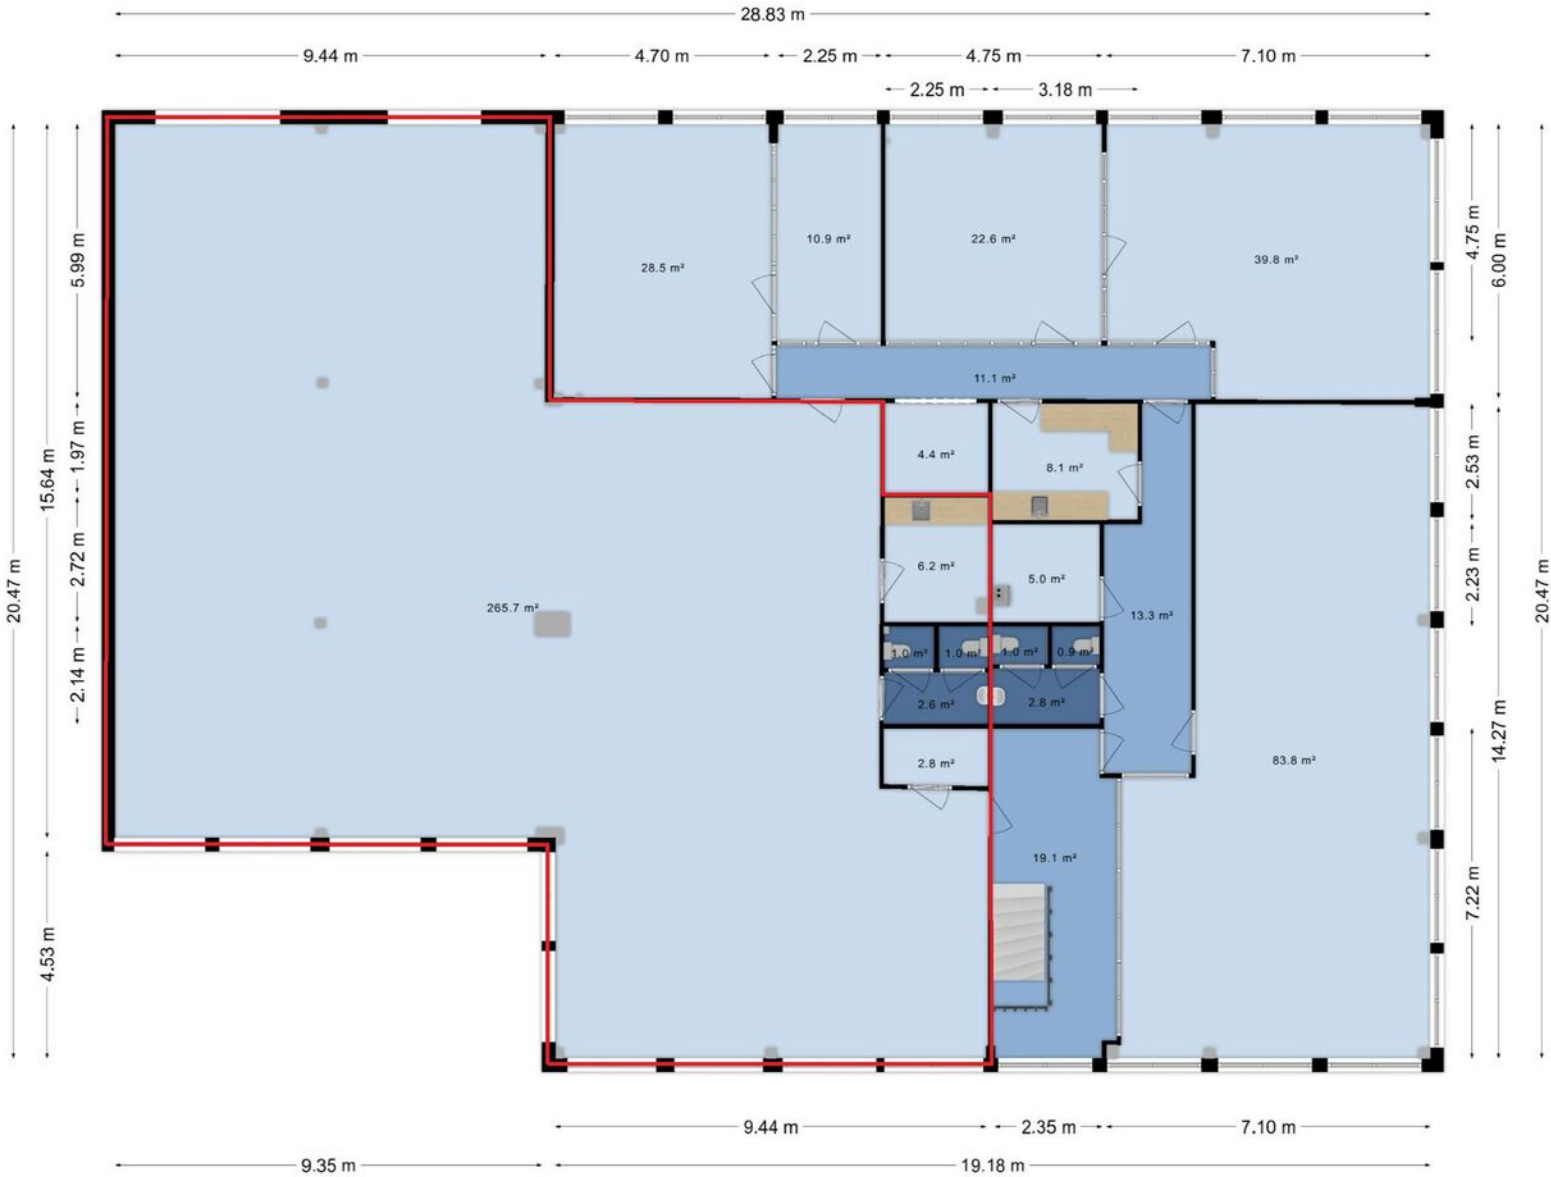 28.83 m
9.44 m
4.70 m
2.25 m
4.75 m
7.10 m
2.25 m
3.18 m
20.47 m
15.64 m
4.53 m
5.99 m
1.97 m
2.72 m
2.14 m
28.5 m²
10.9 m²
22.6 m²
39.8 m²
11.1 m²
4.4 m²
8.1 m²
6.2 m²
5.0 m²
265.7 m²
13.3 m²
1.0 m²
1.0 m²
1.0 m²
0.9 m²
2.6 m²
2.8 m²
2.8 m²
83.8 m²
19.1 m²
4.75 m
2.53 m
2.23 m
7.22 m
6.00 m
14.27 m
20.47 m
9.44 m
2.35 m
7.10 m
9.35 m
19.18 m